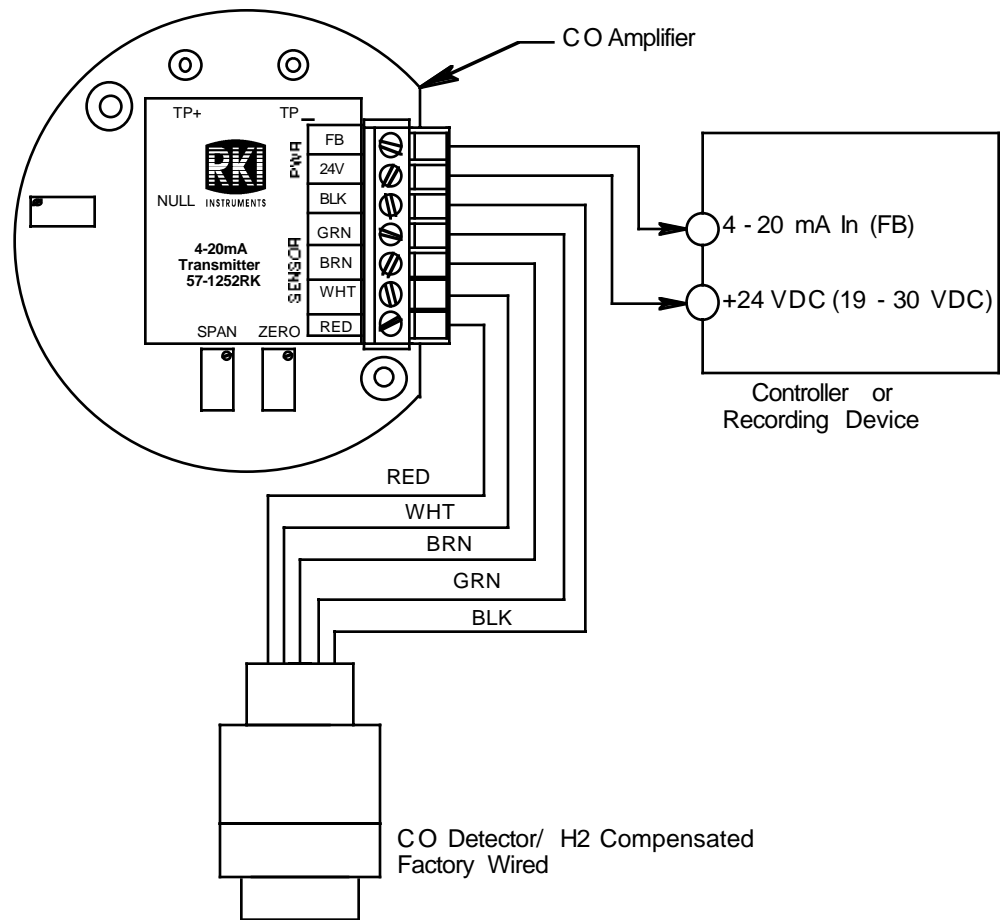 CO Amplifier
TP+
TP_
RKI
INSTRUMENTS
NULL
4-20mA
Transmitter
57-1252RK
PWR
SENSOR
FB
24V
BLK
GRN
BRN
WHT
RED
SPAN
ZERO
4 - 20 mA In (FB)
+24 VDC (19 - 30 VDC)
Controller or
Recording Device
RED
WHT
BRN
GRN
BLK
CO Detector/ H2 Compensated
Factory Wired